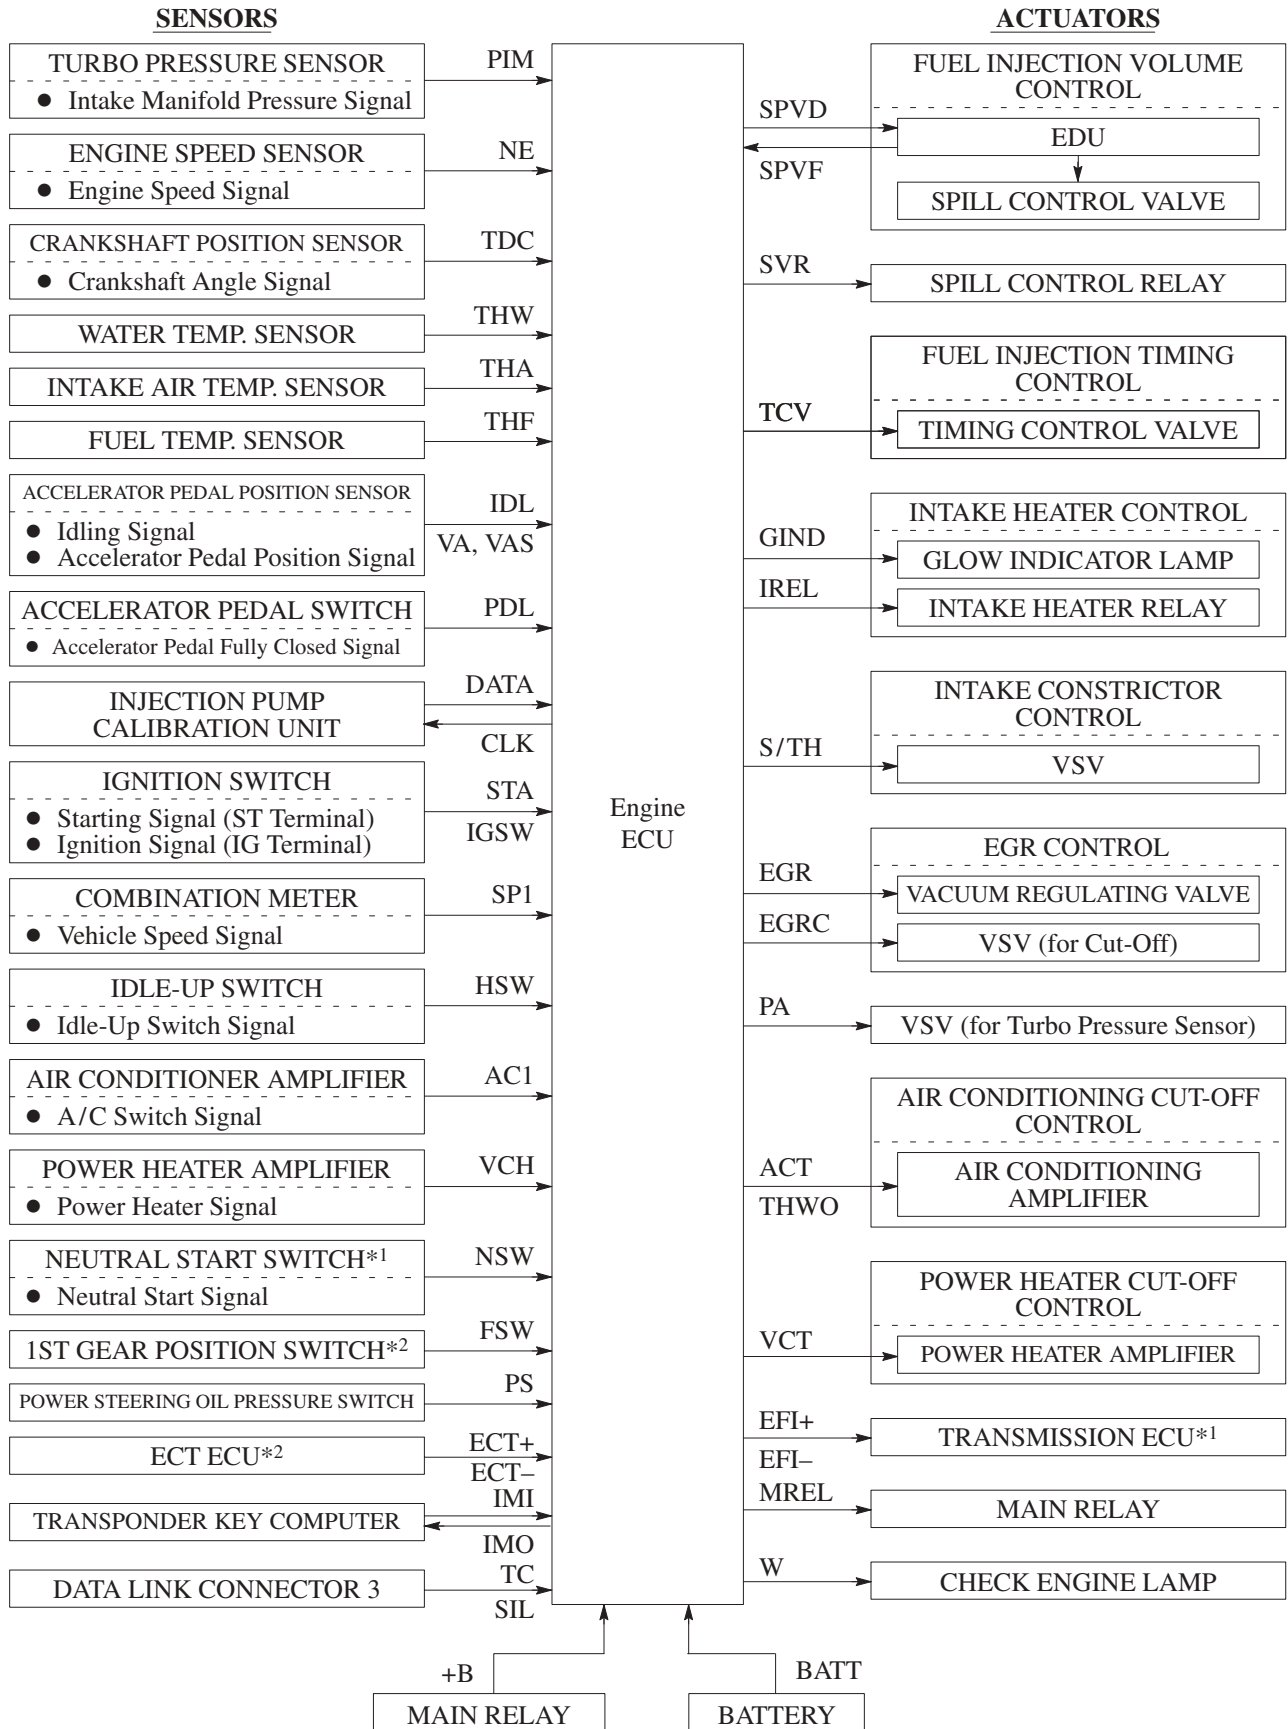 SENSORS
TURBO PRESSURE SENSOR
● Intake Manifold Pressure Signal
PIM
ENGINE SPEED SENSOR
● Engine Speed Signal
NE
CRANKSHAFT POSITION SENSOR
● Crankshaft Angle Signal
TDC
WATER TEMP. SENSOR
THW
INTAKE AIR TEMP. SENSOR
THA
FUEL TEMP. SENSOR
THF
ACCELERATOR PEDAL POSITION SENSOR
● Idling Signal
● Accelerator Pedal Position Signal
IDL
VA, VAS
ACCELERATOR PEDAL SWITCH
● Accelerator Pedal Fully Closed Signal
PDL
INJECTION PUMP
CALIBRATION UNIT
DATA
CLK
IGNITION SWITCH
● Starting Signal (ST Terminal)
● Ignition Signal (IG Terminal)
STA
IGSW
COMBINATION METER
● Vehicle Speed Signal
SP1
IDLE-UP SWITCH
● Idle-Up Switch Signal
HSW
AIR CONDITIONER AMPLIFIER
● A/C Switch Signal
AC1
POWER HEATER AMPLIFIER
● Power Heater Signal
VCH
NEUTRAL START SWITCH*1
● Neutral Start Signal
NSW
1ST GEAR POSITION SWITCH*2
FSW
POWER STEERING OIL PRESSURE SWITCH
PS
ECT ECU*2
ECT+
ECT–
TRANSPONDER KEY COMPUTER
IMI
IMO
DATA LINK CONNECTOR 3
TC
SIL
Engine
ECU
+B
MAIN RELAY
BATT
BATTERY
ACTUATORS
FUEL INJECTION VOLUME
CONTROL
SPVD
EDU
SPVF
SPILL CONTROL VALVE
SVR
SPILL CONTROL RELAY
FUEL INJECTION TIMING
CONTROL
TCV
TIMING CONTROL VALVE
INTAKE HEATER CONTROL
GIND
GLOW INDICATOR LAMP
IREL
INTAKE HEATER RELAY
INTAKE CONSTRICTOR
CONTROL
S/TH
VSV
EGR CONTROL
EGR
VACUUM REGULATING VALVE
EGRC
VSV (for Cut-Off)
PA
VSV (for Turbo Pressure Sensor)
AIR CONDITIONING CUT-OFF
CONTROL
ACT
THWO
AIR CONDITIONING
AMPLIFIER
POWER HEATER CUT-OFF
CONTROL
VCT
POWER HEATER AMPLIFIER
EFI+
EFI–
TRANSMISSION ECU*1
MREL
MAIN RELAY
W
CHECK ENGINE LAMP